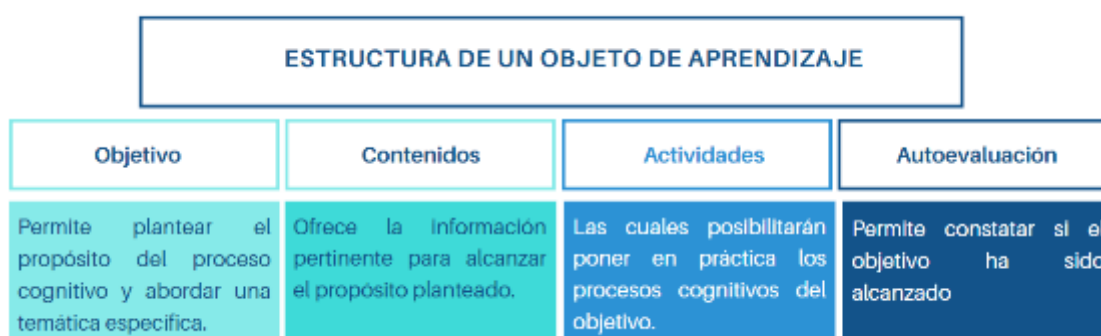 ESTRUCTURA DE UN OBJETO DE APRENDIZAJE
Objetivo
Permite plantear el
propósito del proceso
cognitivo y abordar una
temática específica.
Contenidos
Ofrece la información
pertinente para alcanzar
el propósito planteado.
Actividades
Las cuales posibilitarán
poner en práctica los
procesos cognitivos del
objetivo.
Autoevaluación
Permite constatar si el
objetivo ha sido
alcanzado